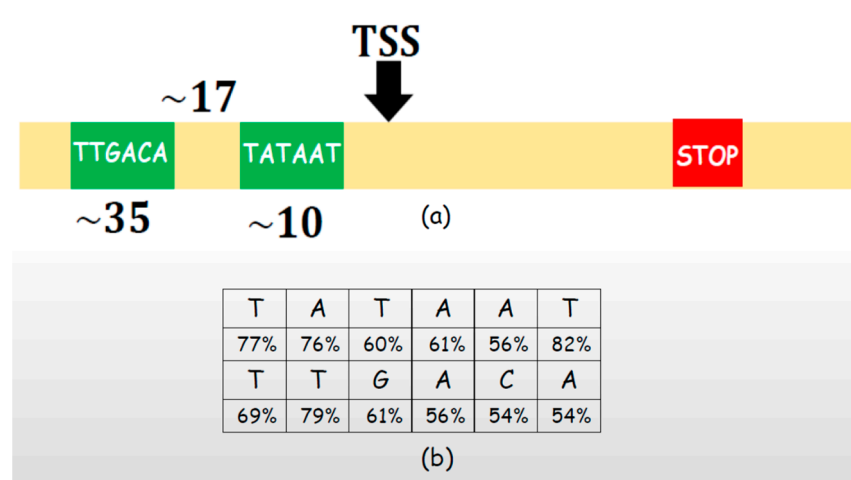 TSS
~17
TTGACA TATAAT STOP
~35 ~10 (a)
T A T A A T
77% 76% 60% 61% 56% 82%
T T G A C A
69% 79% 61% 56% 54% 54%
(b)